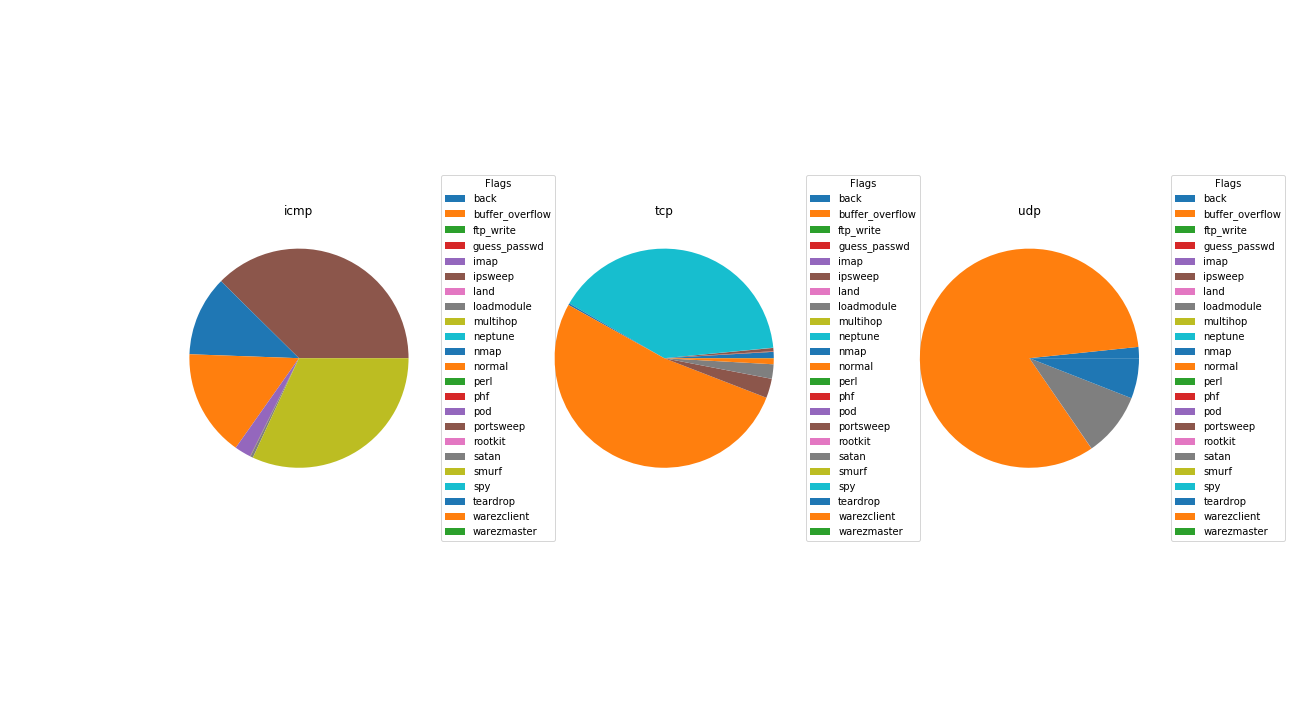 icmp
Flags
back
buffer_overflow
ftp_write
guess_passwd
imap
ipsweep
land
loadmodule
multihop
neptune
nmap
normal
perl
phf
pod
portsweep
rootkit
satan
smurf
spy
teardrop
warezclient
warezmaster
tcp
Flags
back
buffer_overflow
ftp_write
guess_passwd
imap
ipsweep
land
loadmodule
multihop
neptune
nmap
normal
perl
phf
pod
portsweep
rootkit
satan
smurf
spy
teardrop
warezclient
warezmaster
udp
Flags
back
buffer_overflow
ftp_write
guess_passwd
imap
ipsweep
land
loadmodule
multihop
neptune
nmap
normal
perl
phf
pod
portsweep
rootkit
satan
smurf
spy
teardrop
warezclient
warezmaster